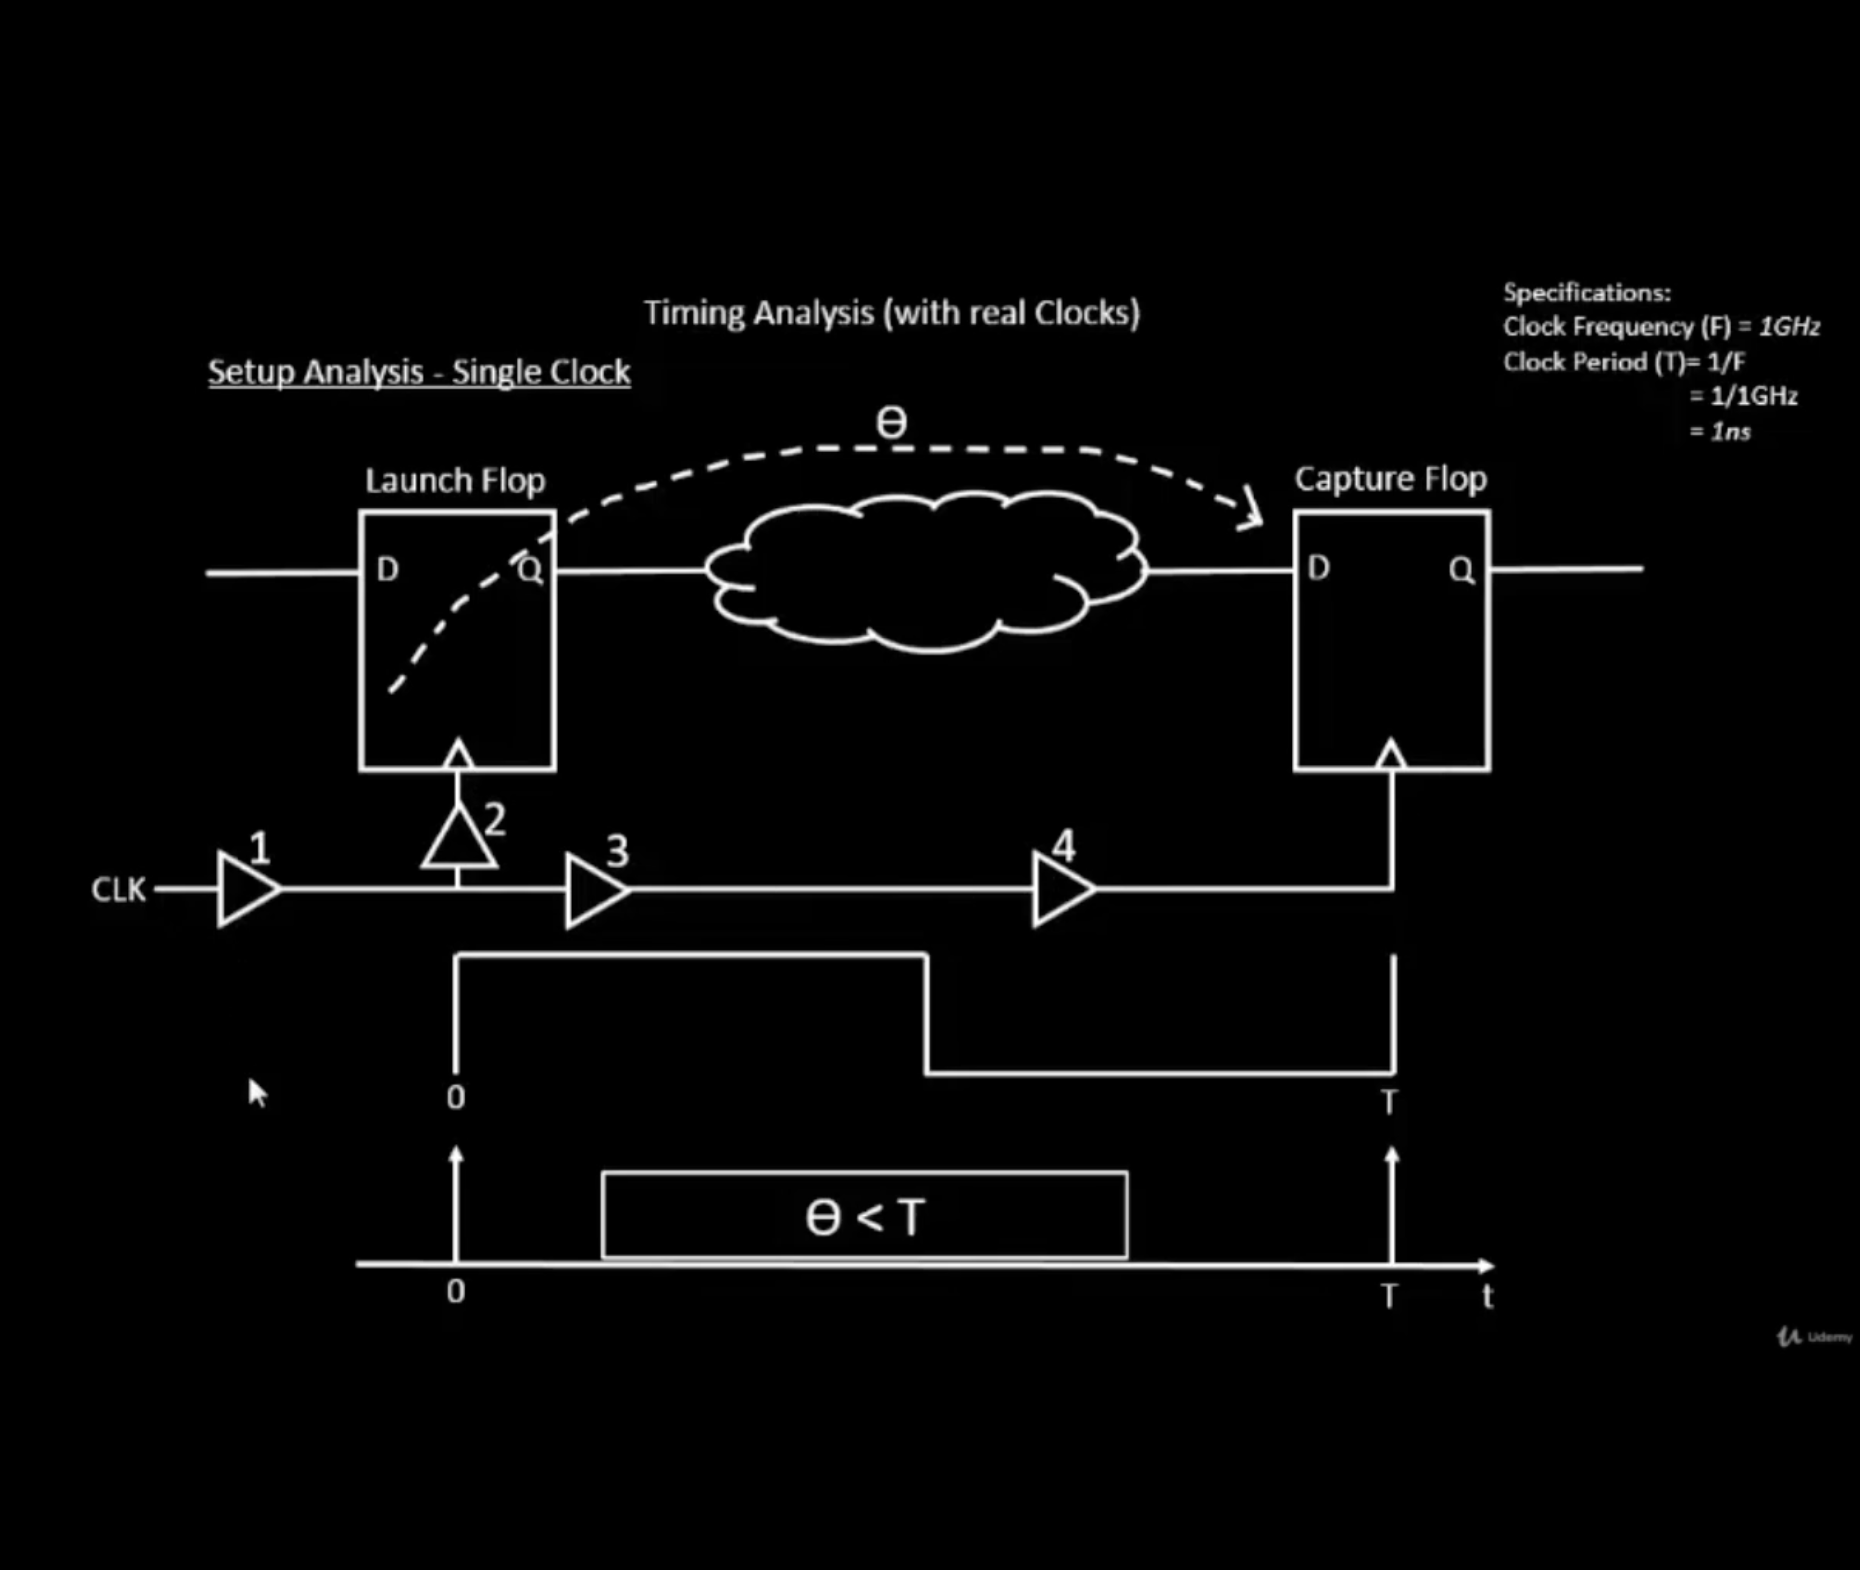 Timing Analysis (with real Clocks)
Specifications:
Clock Frequency (F) = 1GHz
Clock Period (T)= 1/F
= 1/1GHz
= 1ns
Setup Analysis - Single Clock
Ө
Launch Flop
Capture Flop
D
Q
D
Q
2
1
3
4
CLK
0
T
Ө < T
0
T
t
Udemy